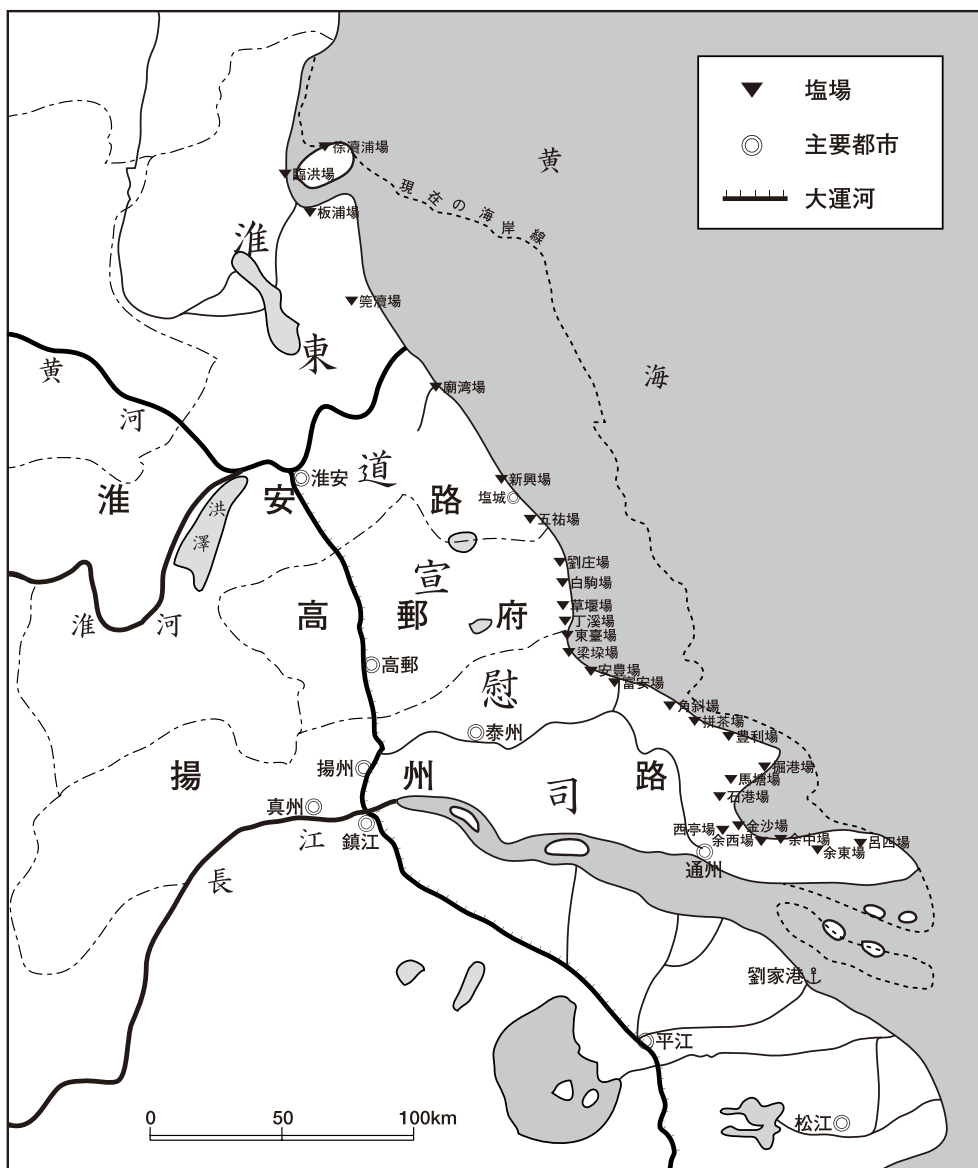 塩場
主要都市
大運河
黄
海
現在の海岸線
徐瀆浦場
臨洪場
板浦場
莞瀆場
廟湾場
新興場
塩城
五祐場
劉庄場
白駒場
草堰場
丁溪場
東臺場
梁垛場
安豊場
富安場
角斜場
拼茶場
豊利場
掘港場
馬塘場
石港場
西亭場
金沙場
余西場
余中場
余東場
呂四場
通州
淮東道宣慰司
黄河
淮安路
淮安
洪澤
淮河
高郵府
高郵
泰州
揚州路
揚州
真州
鎮江
長江
劉家港
平江
松江
0 50 100km